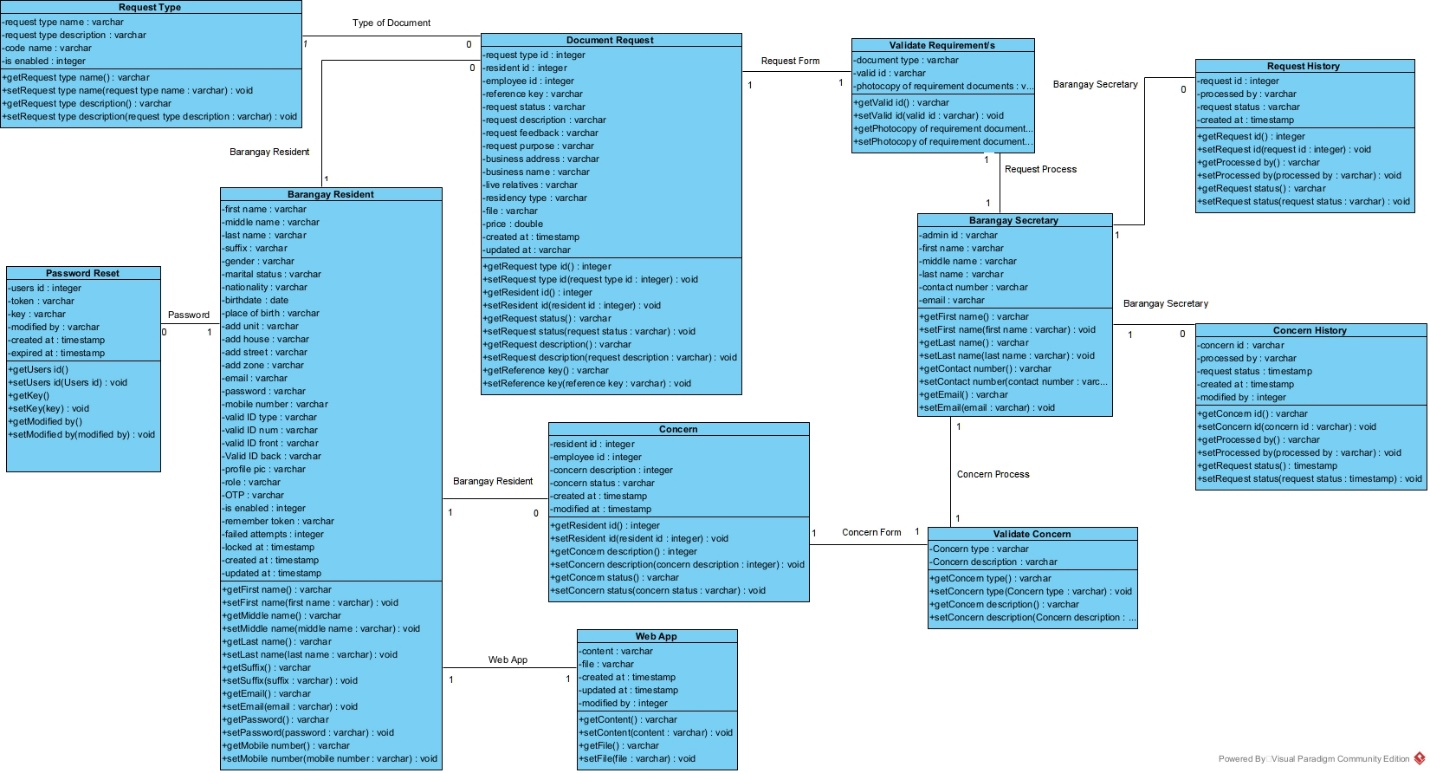 Request Type
-request type name : varchar
-request type description : varchar
-code name : varchar
-is enabled : integer
+getRequest type name() : varchar
+setRequest type name(request type name : varchar) : void
+getRequest type description() : varchar
+setRequest type description(request type description : varchar) : void
Type of Document
1
0
0
Barangay Resident
1
Document Request
-request type id : integer
-resident id : integer
-employee id : integer
-reference key : varchar
-request status : varchar
-request description : varchar
-request feedback : varchar
-request purpose : varchar
-business address : varchar
-business name : varchar
-live relatives : varchar
-residency type : varchar
-file : varchar
-price : double
-created at : timestamp
-updated at : varchar
+getRequest type id() : integer
+setRequest type id(request type id : integer) : void
+getResident id() : integer
+setResident id(resident id : integer) : void
+getRequest status() : varchar
+setRequest status(request status : varchar) : void
+getRequest description() : varchar
+setRequest description(request description : varchar) : void
+getReference key() : varchar
+setReference key(reference key : varchar) : void
Request Form
1
1
Validate Requirement/s
-document type : varchar
-valid id : varchar
-photocopy of requirement documents : v...
+getValid id() : varchar
+setValid id(valid id : varchar) : void
+getPhotocopy of requirement document...
+setPhotocopy of requirement document...
1
Request Process
1
Barangay Secretary
0
1
Request History
-request id : integer
-processed by : varchar
-request status : varchar
-created at : timestamp
+getRequest id() : integer
+setRequest id(request id : integer) : void
+getProcessed by() : varchar
+setProcessed by(processed by : varchar) : void
+getRequest status() : varchar
+setRequest status(request status : varchar) : void
Password Reset
-users id : integer
-token : varchar
-key : varchar
-modified by : varchar
-created at : timestamp
-expired at : timestamp
+getUsers id()
+setUsers id(Users id) : void
+getKey()
+setKey(key) : void
+getModified by()
+setModified by(modified by) : void
Password
0
1
Barangay Resident
-first name : varchar
-middle name : varchar
-last name : varchar
-suffix : varchar
-gender : varchar
-marital status : varchar
-nationality : varchar
-birthdate : date
-place of birth : varchar
-add unit : varchar
-add house : varchar
-add street : varchar
-add zone : varchar
-email : varchar
-password : varchar
-mobile number : varchar
-valid ID type : varchar
-valid ID num : varchar
-valid ID front : varchar
-Valid ID back : varchar
-profile pic : varchar
-role : varchar
-OTP : varchar
-is enabled : integer
-remember token : varchar
-failed attempts : integer
-locked at : timestamp
-created at : timestamp
-updated at : timestamp
+getFirst name() : varchar
+setFirst name(first name : varchar) : void
+getMiddle name() : varchar
+setMiddle name(middle name : varchar) : void
+getLast name() : varchar
+setLast name(last name : varchar) : void
+getSuffix() : varchar
+setSuffix(suffix : varchar) : void
+getEmail() : varchar
+setEmail(email : varchar) : void
+getPassword() : varchar
+setPassword(password : varchar) : void
+getMobile number() : varchar
+setMobile number(mobile number : varchar) : void
Barangay Secretary
-admin id : varchar
-first name : varchar
-middle name : varchar
-last name : varchar
-contact number : varchar
-email : varchar
+getFirst name() : varchar
+setFirst name(first name : varchar) : void
+getLast name() : varchar
+setLast name(last name : varchar) : void
+getContact number() : varchar
+setContact number(contact number : varc...
+getEmail() : varchar
+setEmail(email : varchar) : void
Barangay Secretary
1
0
Concern History
-concern id : varchar
-processed by : varchar
-request status : timestamp
-created at : timestamp
-modified by : integer
+getConcern id() : varchar
+setConcern id(concern id : varchar) : void
+getProcessed by() : varchar
+setProcessed by(processed by : varchar) : void
+getRequest status() : timestamp
+setRequest status(request status : timestamp) : void
Barangay Resident
1
0
Concern
-resident id : integer
-employee id : integer
-concern description : integer
-concern status : varchar
-created at : timestamp
-modified at : timestamp
+getResident id() : integer
+setResident id(resident id : integer) : void
+getConcern description() : integer
+setConcern description(concern description : integer) : void
+getConcern status() : varchar
+setConcern status(concern status : varchar) : void
1
Concern Form
1
1
Concern Process
1
Validate Concern
-Concern type : varchar
-Concern description : varchar
+getConcern type() : varchar
+setConcern type(Concern type : varchar) : void
+getConcern description() : varchar
+setConcern description(Concern description : ...
Web App
1
1
Web App
-content : varchar
-file : varchar
-created at : timestamp
-updated at : timestamp
-modified by : integer
+getContent() : varchar
+setContent(content : varchar) : void
+getFile() : varchar
+setFile(file : varchar) : void
Powered By: Visual Paradigm Community Edition